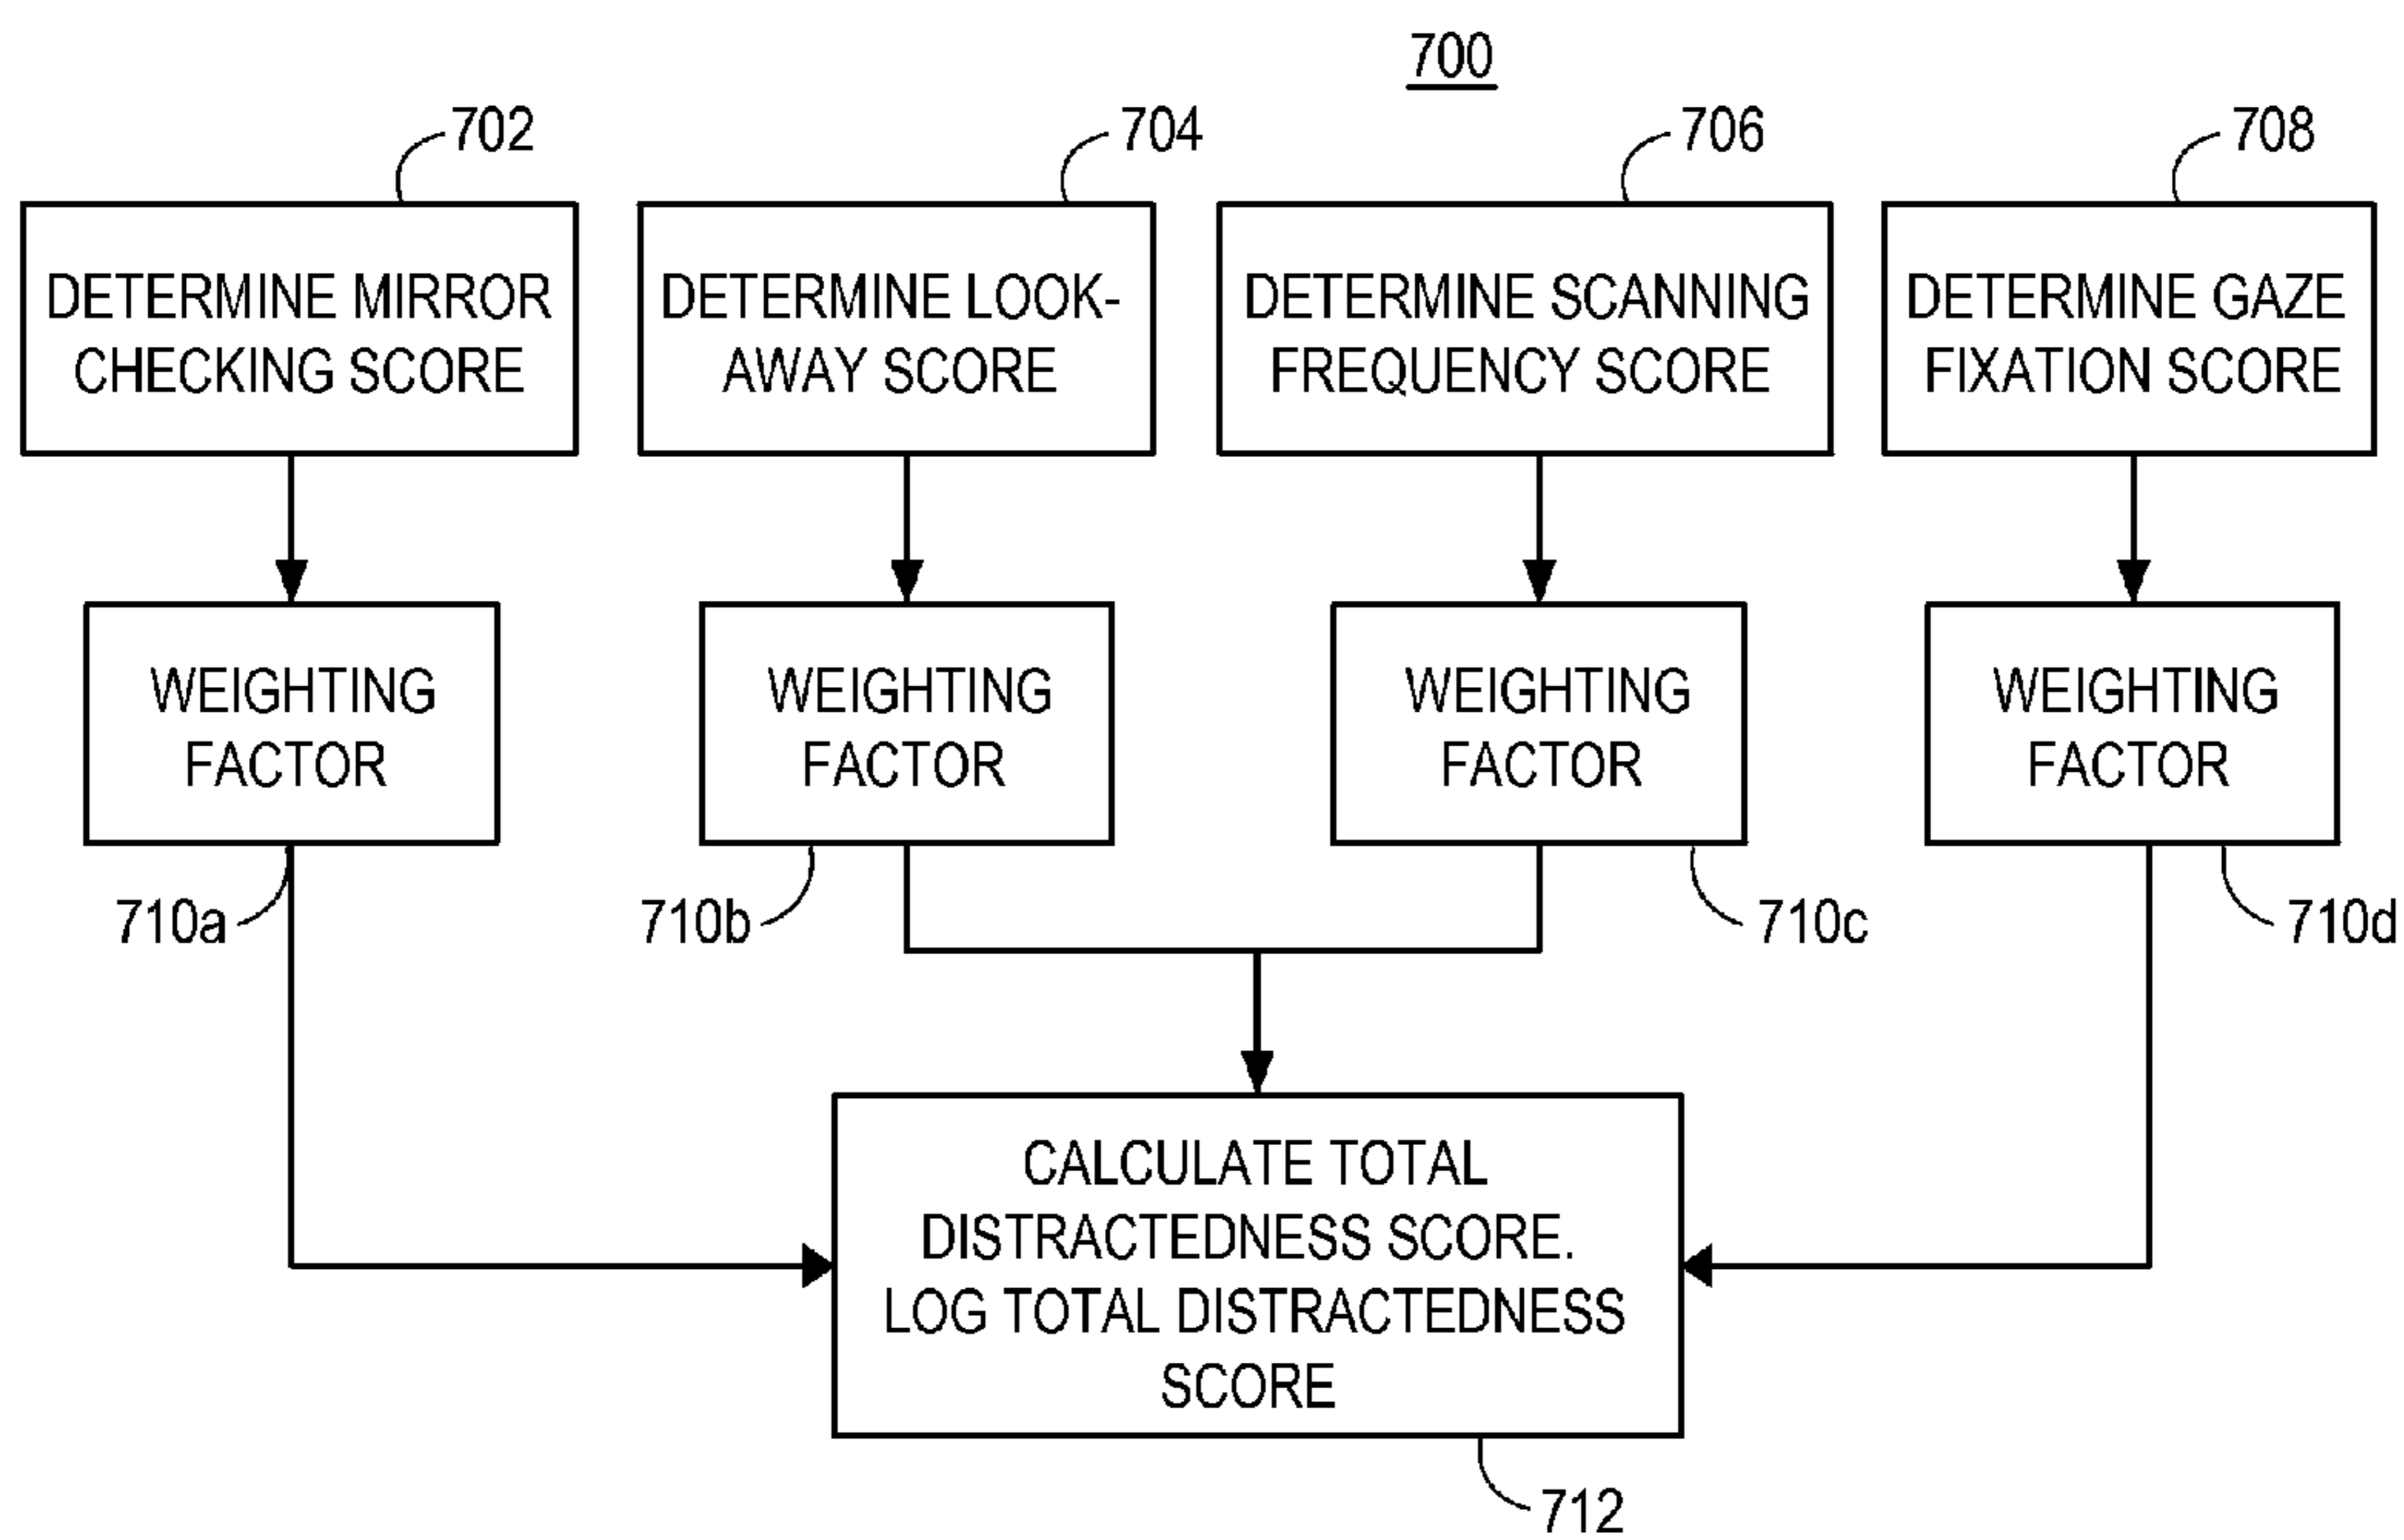 700
702
704
706
708
DETERMINE MIRROR
CHECKING SCORE
DETERMINE LOOK-
AWAY SCORE
DETERMINE SCANNING
FREQUENCY SCORE
DETERMINE GAZE
FIXATION SCORE
WEIGHTING
FACTOR
WEIGHTING
FACTOR
WEIGHTING
FACTOR
WEIGHTING
FACTOR
710a
710b
710c
710d
CALCULATE TOTAL
DISTRACTEDNESS SCORE.
LOG TOTAL DISTRACTEDNESS
SCORE
712